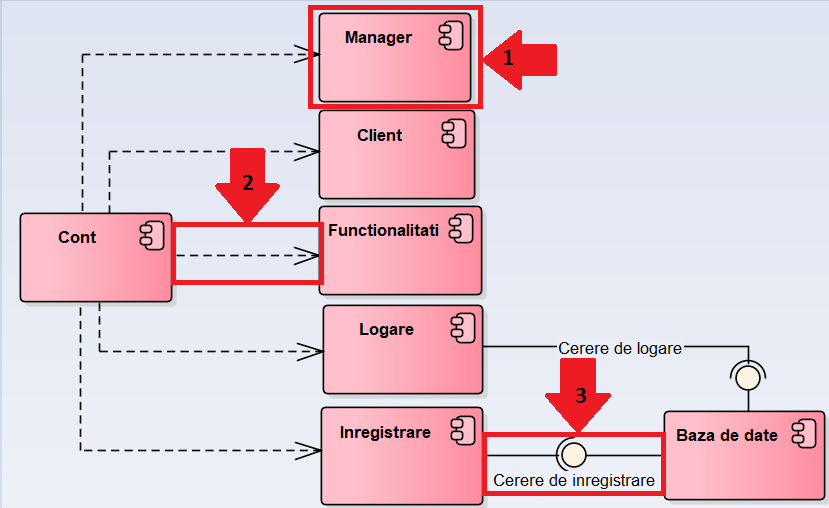 Manager
1
Client
2
Cont
Functionalitati
Logare
Cerere de logare
3
Inregistrare
Baza de date
Cerere de inregistrare